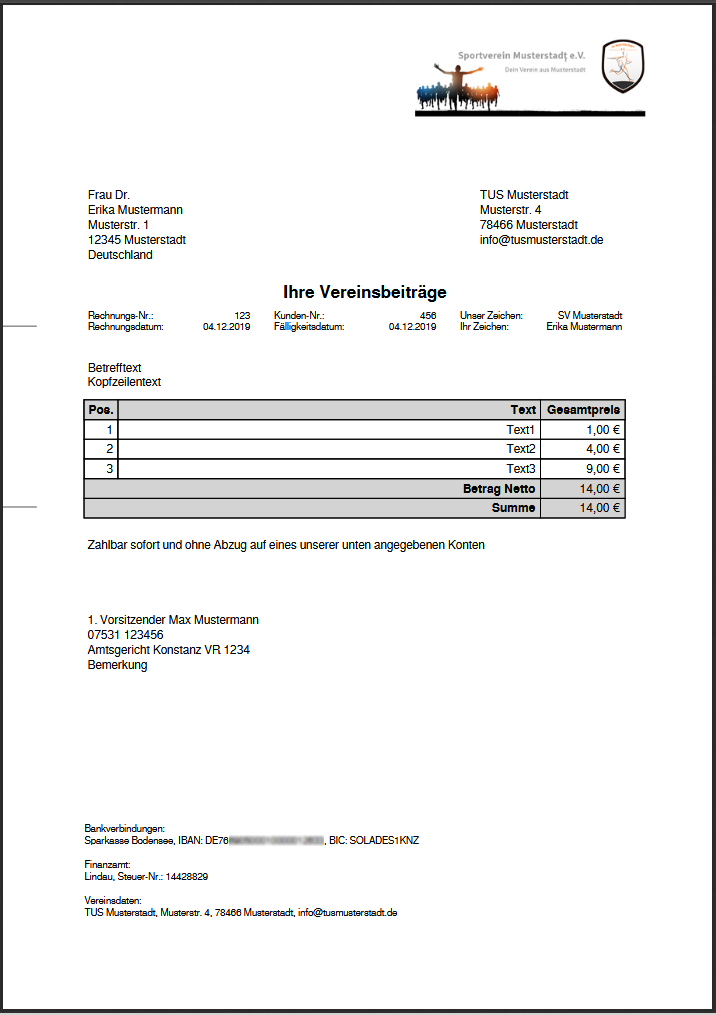 Sportverein Musterstadt e.V.
Dein Verein aus Musterstadt
Frau Dr.
Erika Mustermann
Musterstr. 1
12345 Musterstadt
Deutschland
TUS Musterstadt
Musterstr. 4
78466 Musterstadt
info@tusmusterstadt.de
Ihre Vereinsbeiträge
Rechnungs-Nr.: 123 Kunden-Nr.: 456 Unser Zeichen: SV Musterstadt
Rechnungsdatum: 04.12.2019 Fälligkeitsdatum: 04.12.2019 Ihr Zeichen: Erika Mustermann
Betrefftext
Kopfzeilentext
Pos. Text Gesamtpreis
1 Text1 1,00 €
2 Text2 4,00 €
3 Text3 9,00 €
Betrag Netto 14,00 €
Summe 14,00 €
Zahlbar sofort und ohne Abzug auf eines unserer unten angegebenen Konten
1. Vorsitzender Max Mustermann
07531 123456
Amtsgericht Konstanz VR 1234
Bemerkung
Bankverbindungen:
Sparkasse Bodensee, IBAN: DE76 , BIC: SOLADES1KNZ
Finanzamt:
Lindau, Steuer-Nr.: 14428829
Vereinsdaten:
TUS Musterstadt, Musterstr. 4, 78466 Musterstadt, info@tusmusterstadt.de